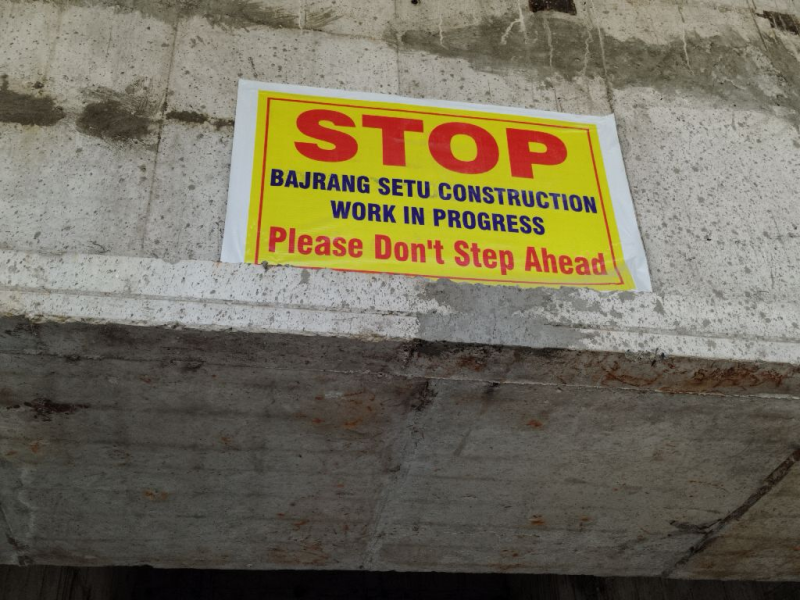 STOP
BAJRANG SETU CONSTRUCTION
WORK IN PROGRESS
Please Don't Step Ahead